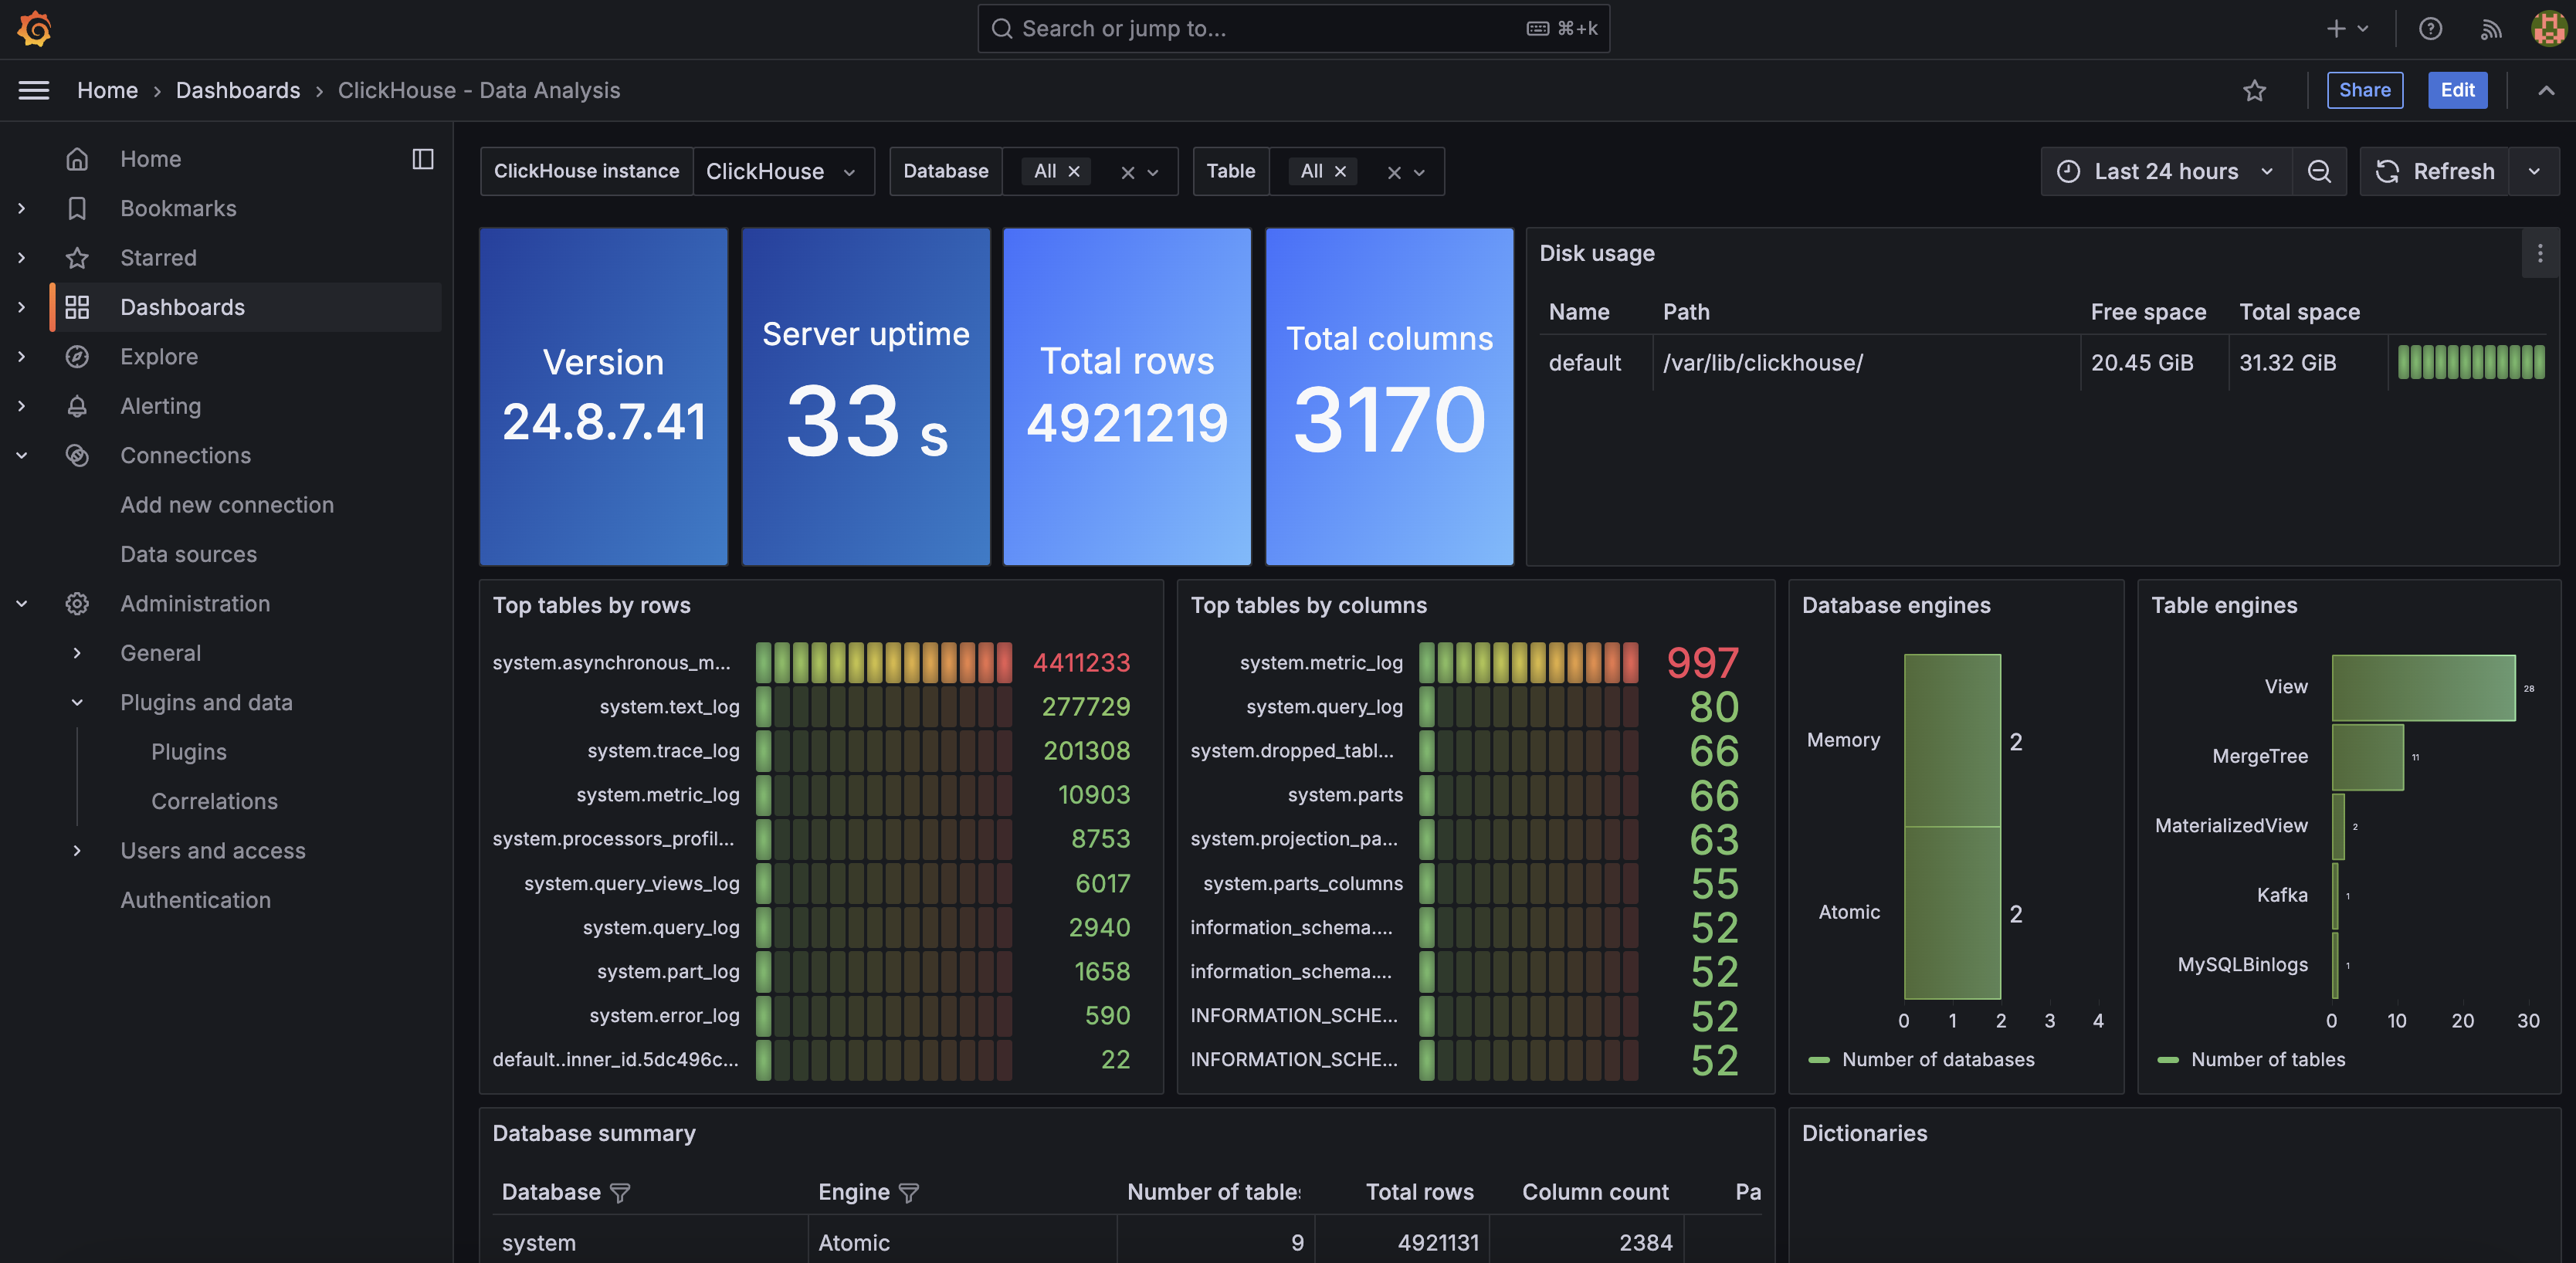 Search or jump to...
⌘+k
Home › Dashboards › ClickHouse - Data Analysis
Share
Edit
Home
Bookmarks
Starred
Dashboards
Explore
Alerting
Connections
Add new connection
Data sources
Administration
General
Plugins and data
Plugins
Correlations
Users and access
Authentication
ClickHouse instance ClickHouse Database All Table All
Last 24 hours
Refresh
Version
24.8.7.41
Server uptime
33 s
Total rows
4921219
Total columns
3170
Disk usage
Name Path Free space Total space
default /var/lib/clickhouse/ 20.45 GiB 31.32 GiB
Top tables by rows
system.asynchronous_m... 4411233
system.text_log 277729
system.trace_log 201308
system.metric_log 10903
system.processors_profil... 8753
system.query_views_log 6017
system.query_log 2940
system.part_log 1658
system.error_log 590
default..inner_id.5dc496c... 22
Top tables by columns
system.metric_log 997
system.query_log 80
system.dropped_tabl... 66
system.parts 66
system.projection_pa... 63
system.parts_columns 55
information_schema.... 52
information_schema.... 52
INFORMATION_SCHE... 52
INFORMATION_SCHE... 52
Database engines
Memory 2
Atomic 2
0 1 2 3 4
Number of databases
Table engines
View 28
MergeTree 11
MaterializedView 2
Kafka 1
MySQLBinlogs 1
0 10 20 30
Number of tables
Database summary
Database Engine Number of tables Total rows Column count Pa
system Atomic 9 4921131 2384
Dictionaries